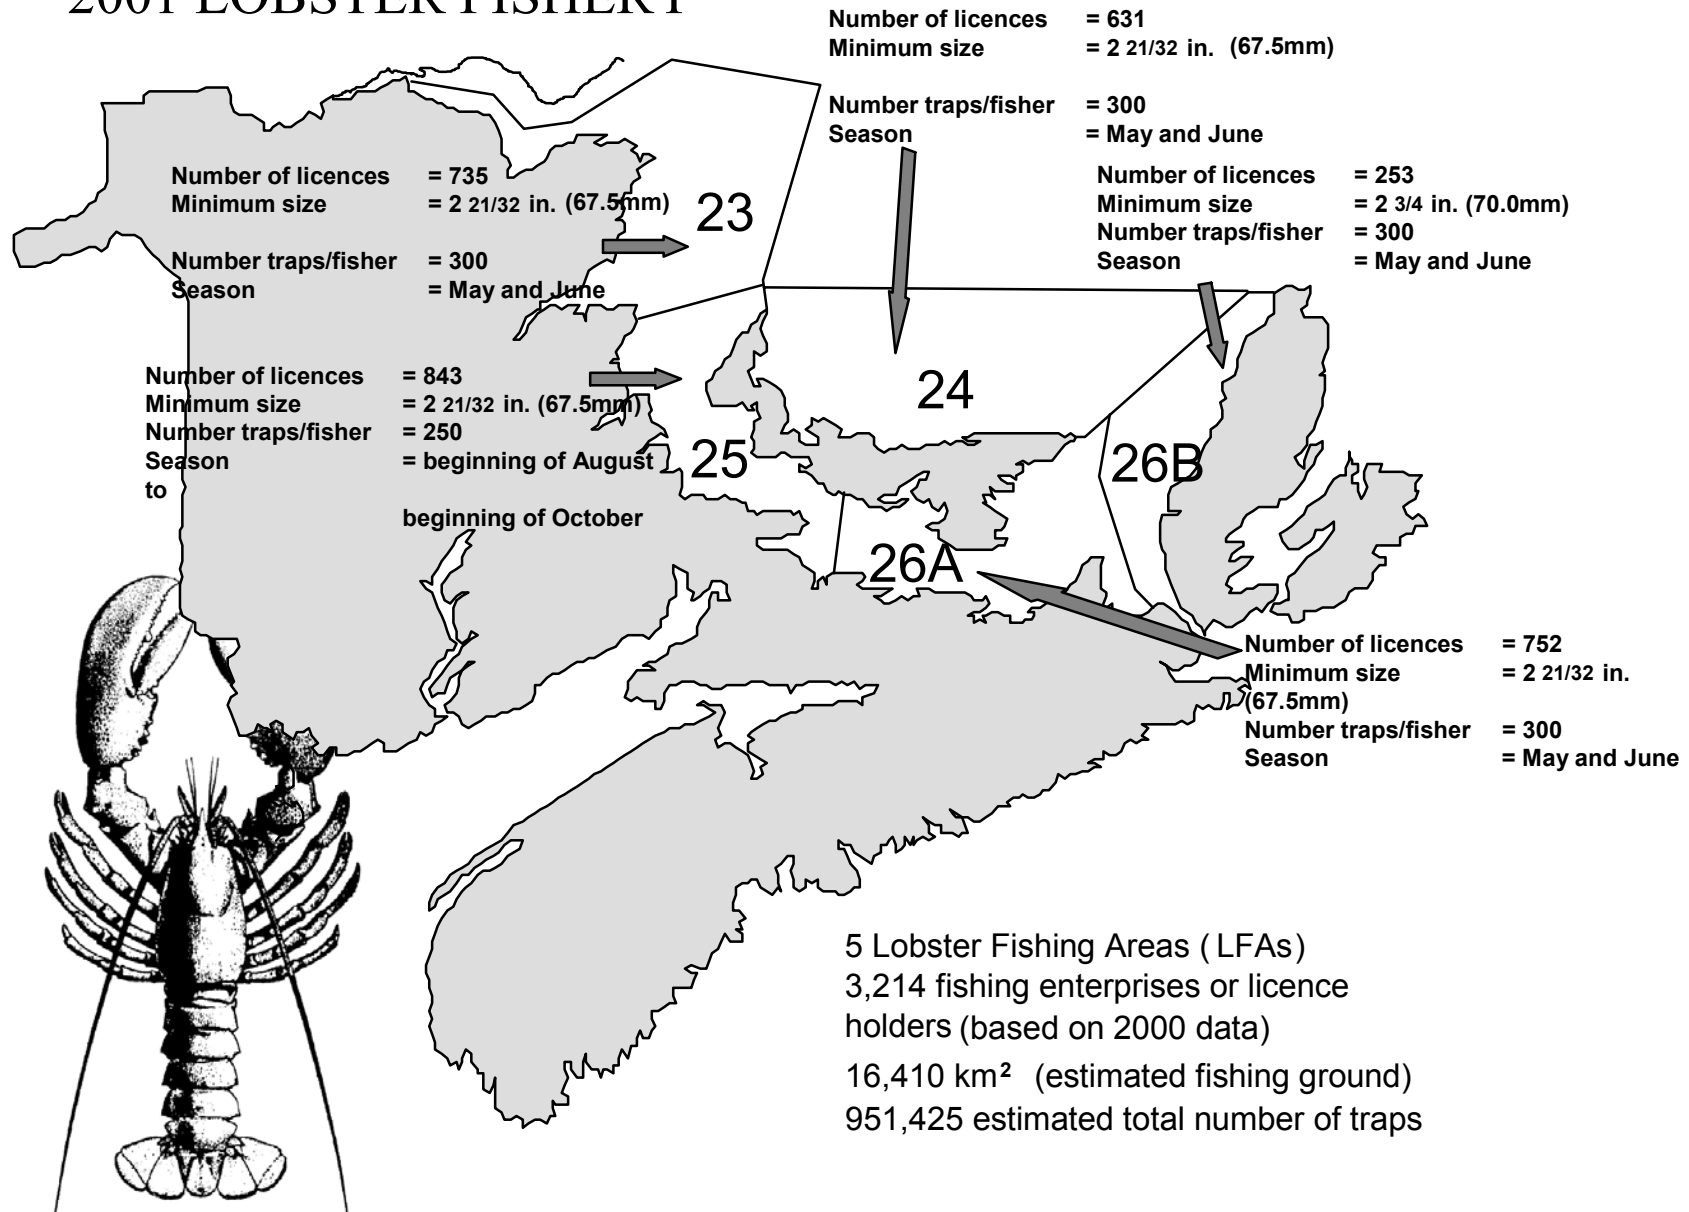 2001 LOBSTER FISHERY
Number of licences = 631
Minimum size = 2 21/32 in. (67.5mm)
Number traps/fisher = 300
Season = May and June
Number of licences = 735
Minimum size = 2 21/32 in. (67.5mm)
Number traps/fisher = 300
Season = May and June
23
Number of licences = 253
Minimum size = 2 3/4 in. (70.0mm)
Number traps/fisher = 300
Season = May and June
Number of licences = 843
Minimum size = 2 21/32 in. (67.5mm)
Number traps/fisher = 250
Season = beginning of August
to
beginning of October
24
25
26B
26A
Number of licences = 752
Minimum size = 2 21/32 in.
(67.5mm)
Number traps/fisher = 300
Season = May and June
5 Lobster Fishing Areas (LFAs)
3,214 fishing enterprises or licence
holders (based on 2000 data)
16,410 km² (estimated fishing ground)
951,425 estimated total number of traps